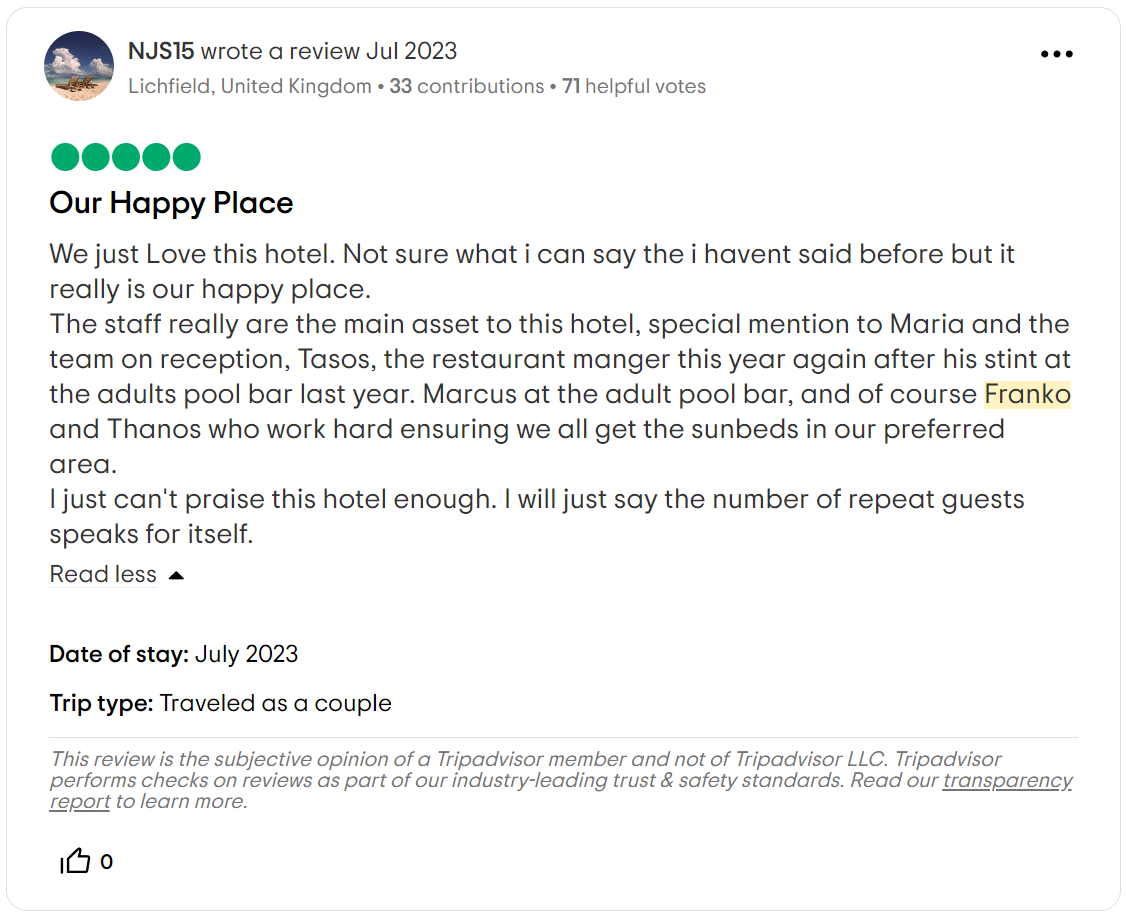 NJS15 wrote a review Jul 2023
Lichfield, United Kingdom • 33 contributions • 71 helpful votes
Our Happy Place
We just Love this hotel. Not sure what i can say the i havent said before but it
really is our happy place.
The staff really are the main asset to this hotel, special mention to Maria and the
team on reception, Tasos, the restaurant manger this year again after his stint at
the adults pool bar last year. Marcus at the adult pool bar, and of course Franko
and Thanos who work hard ensuring we all get the sunbeds in our preferred
area.
I just can't praise this hotel enough. I will just say the number of repeat guests
speaks for itself.
Read less
Date of stay: July 2023
Trip type: Traveled as a couple
This review is the subjective opinion of a Tripadvisor member and not of Tripadvisor LLC. Tripadvisor
performs checks on reviews as part of our industry-leading trust & safety standards. Read our transparency
report to learn more.
0